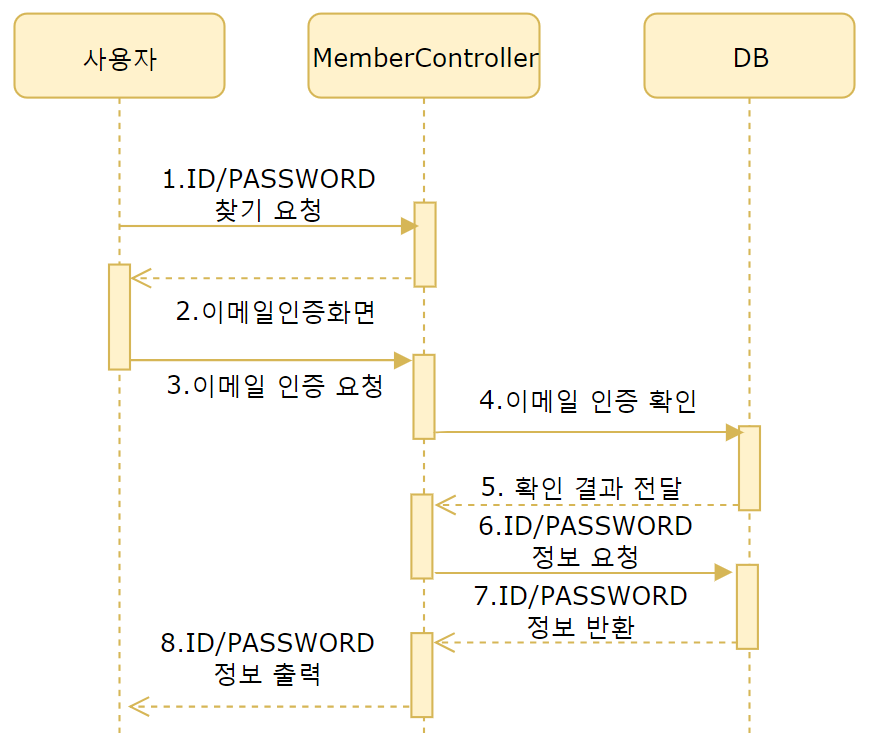 사용자
MemberController
DB
1.ID/PASSWORD
찾기 요청
2.이메일인증화면
3.이메일 인증 요청
4.이메일 인증 확인
5. 확인 결과 전달
6.ID/PASSWORD
정보 요청
7.ID/PASSWORD
정보 반환
8.ID/PASSWORD
정보 출력